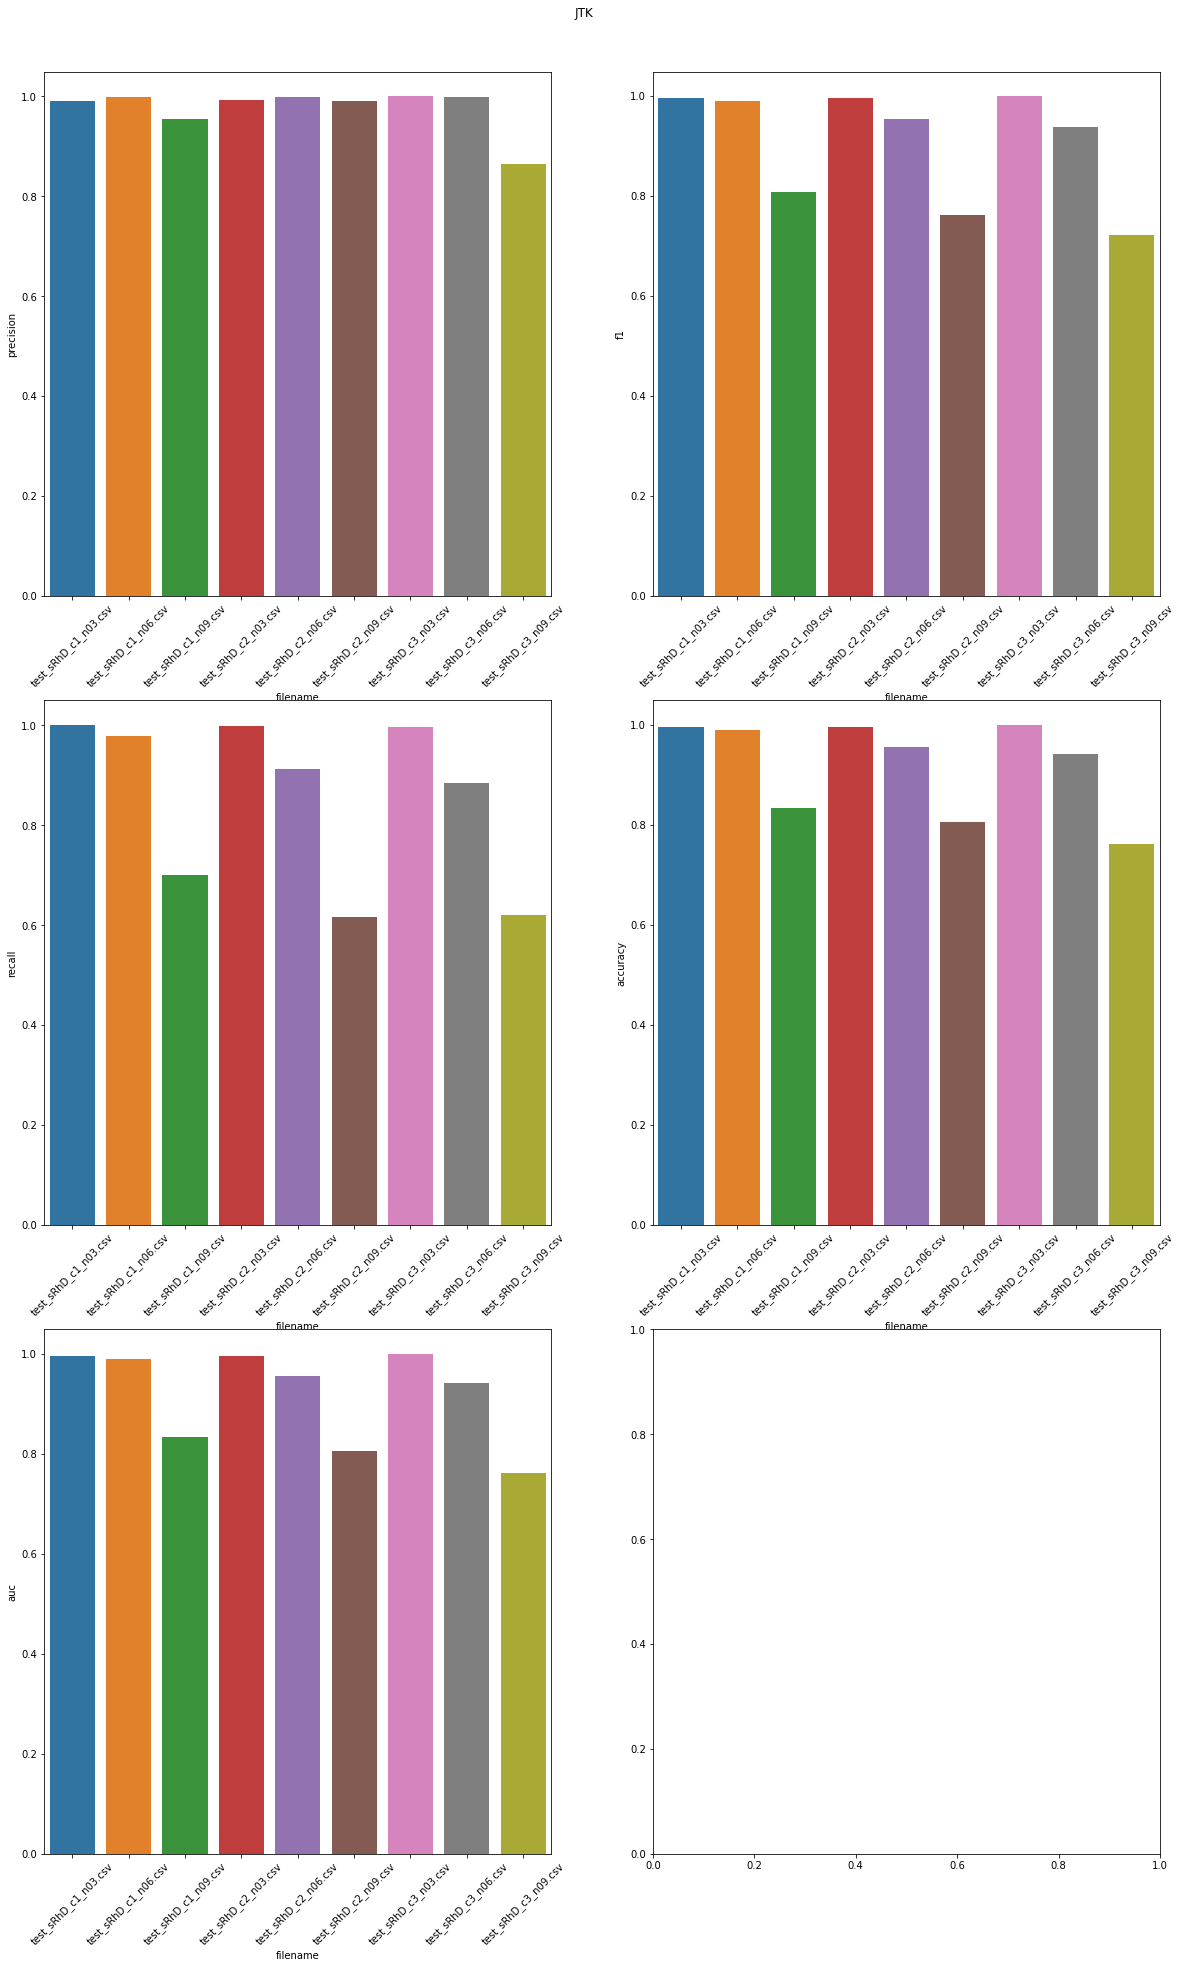 JTK
1.0
0.8
0.6
0.4
0.2
0.0
precision
test_sRhD_c1_n03.csv
test_sRhD_c1_n06.csv
test_sRhD_c1_n09.csv
test_sRhD_c2_n03.csv
test_sRhD_c2_n06.csv
test_sRhD_c2_n09.csv
test_sRhD_c3_n03.csv
test_sRhD_c3_n06.csv
test_sRhD_c3_n09.csv
filename
1.0
0.8
0.6
0.4
0.2
0.0
f1
test_sRhD_c1_n03.csv
test_sRhD_c1_n06.csv
test_sRhD_c1_n09.csv
test_sRhD_c2_n03.csv
test_sRhD_c2_n06.csv
test_sRhD_c2_n09.csv
test_sRhD_c3_n03.csv
test_sRhD_c3_n06.csv
test_sRhD_c3_n09.csv
filename
1.0
0.8
0.6
0.4
0.2
0.0
recall
test_sRhD_c1_n03.csv
test_sRhD_c1_n06.csv
test_sRhD_c1_n09.csv
test_sRhD_c2_n03.csv
test_sRhD_c2_n06.csv
test_sRhD_c2_n09.csv
test_sRhD_c3_n03.csv
test_sRhD_c3_n06.csv
test_sRhD_c3_n09.csv
filename
1.0
0.8
0.6
0.4
0.2
0.0
accuracy
test_sRhD_c1_n03.csv
test_sRhD_c1_n06.csv
test_sRhD_c1_n09.csv
test_sRhD_c2_n03.csv
test_sRhD_c2_n06.csv
test_sRhD_c2_n09.csv
test_sRhD_c3_n03.csv
test_sRhD_c3_n06.csv
test_sRhD_c3_n09.csv
filename
1.0
0.8
0.6
0.4
0.2
0.0
auc
test_sRhD_c1_n03.csv
test_sRhD_c1_n06.csv
test_sRhD_c1_n09.csv
test_sRhD_c2_n03.csv
test_sRhD_c2_n06.csv
test_sRhD_c2_n09.csv
test_sRhD_c3_n03.csv
test_sRhD_c3_n06.csv
test_sRhD_c3_n09.csv
filename
1.0
0.8
0.6
0.4
0.2
0.0
0.0 0.2 0.4 0.6 0.8 1.0